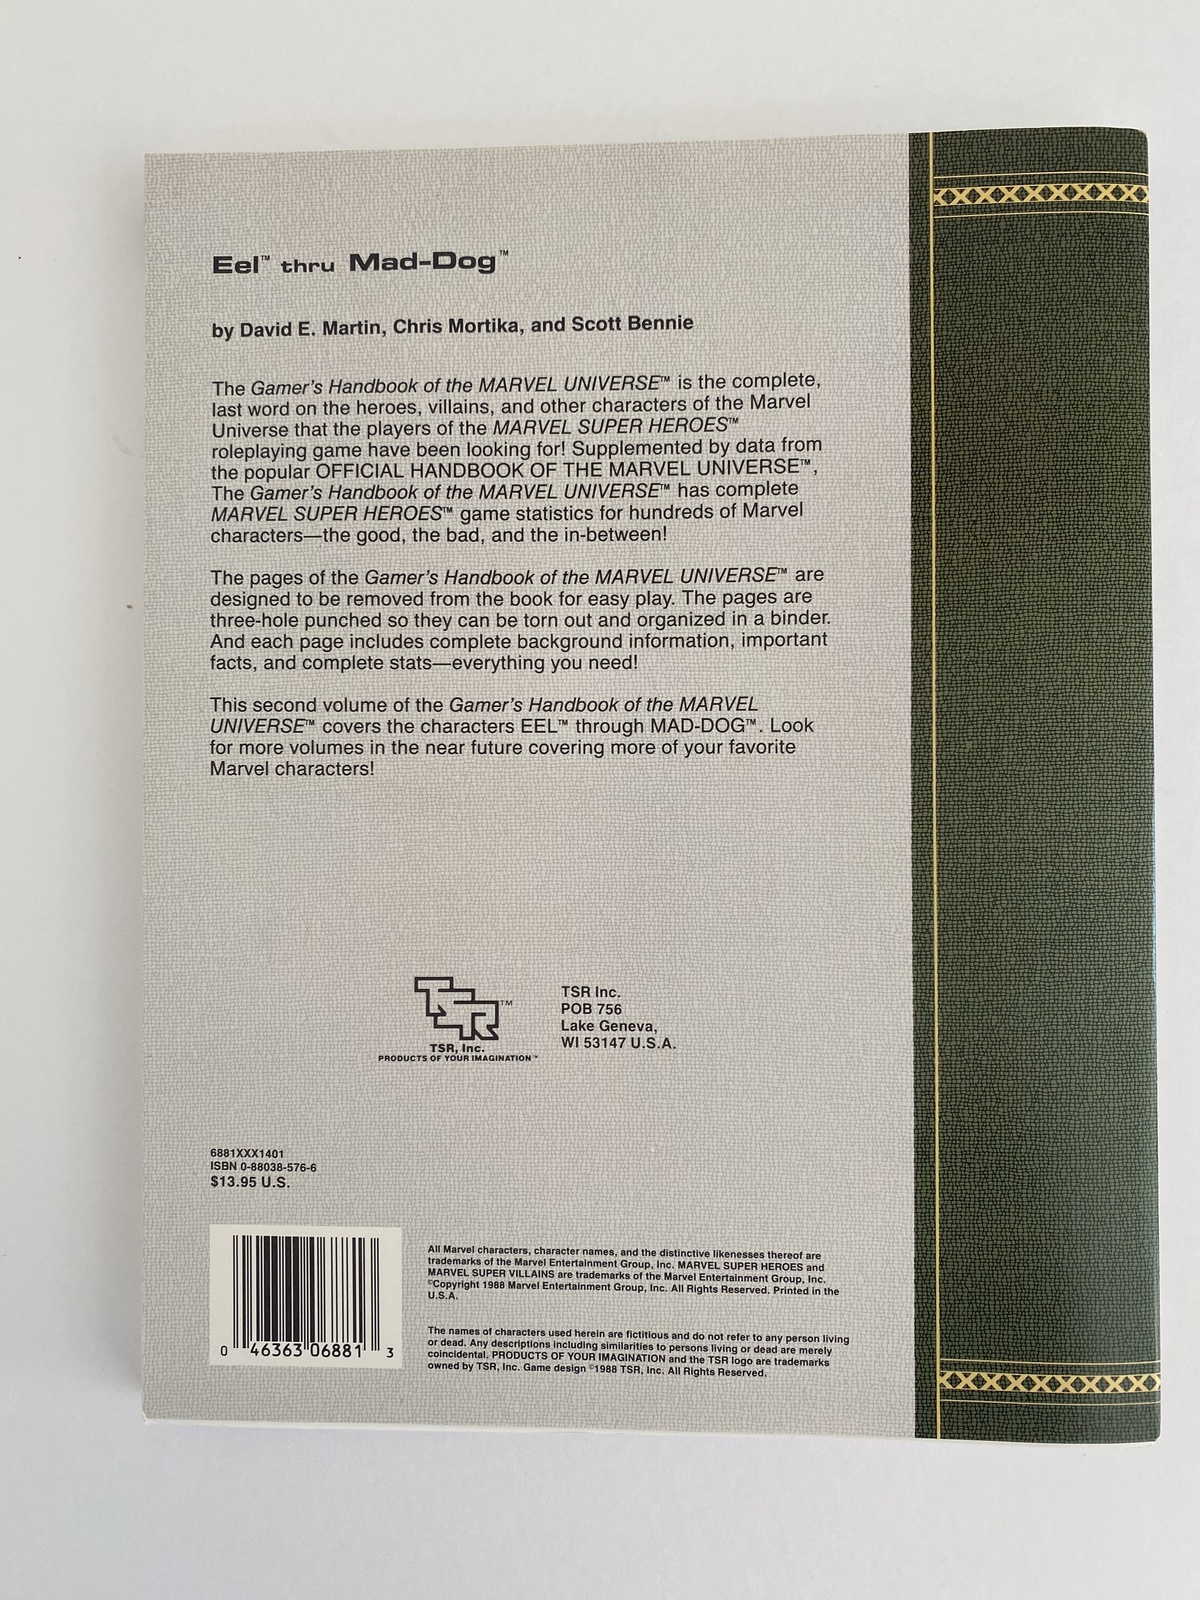 Eel™ thru Mad-Dog™
by David E. Martin, Chris Mortika, and Scott Bennie
The Gamer's Handbook of the MARVEL UNIVERSE™ is the complete,
last word on the heroes, villains, and other characters of the Marvel
Universe that the players of the MARVEL SUPER HEROES™
roleplaying game have been looking for! Supplemented by data from
the popular OFFICIAL HANDBOOK OF THE MARVEL UNIVERSE™,
The Gamer's Handbook of the MARVEL UNIVERSE™ has complete
MARVEL SUPER HEROES™ game statistics for hundreds of Marvel
characters—the good, the bad, and the in-between!
The pages of the Gamer's Handbook of the MARVEL UNIVERSE™ are
designed to be removed from the book for easy play. The pages are
three-hole punched so they can be torn out and organized in a binder.
And each page includes complete background information, important
facts, and complete stats—everything you need!
This second volume of the Gamer's Handbook of the MARVEL
UNIVERSE™ covers the characters EEL™ through MAD-DOG™. Look
for more volumes in the near future covering more of your favorite
Marvel characters!
TSR™
TSR, Inc.
PRODUCTS OF YOUR IMAGINATION™
TSR Inc.
POB 756
Lake Geneva,
WI 53147 U.S.A.
6881XXX1401
ISBN 0-88038-576-6
$13.95 U.S.
0 46363 06881 3
All Marvel characters, character names, and the distinctive likenesses thereof are
trademarks of the Marvel Entertainment Group, Inc. MARVEL SUPER HEROES and
MARVEL SUPER VILLAINS are trademarks of the Marvel Entertainment Group, Inc.
©Copyright 1988 Marvel Entertainment Group, Inc. All Rights Reserved. Printed in the
U.S.A.
The names of characters used herein are fictitious and do not refer to any person living
or dead. Any descriptions including similarities to persons living or dead are merely
coincidental. PRODUCTS OF YOUR IMAGINATION and the TSR logo are trademarks
owned by TSR, Inc. Game design ©1988 TSR, Inc. All Rights Reserved.